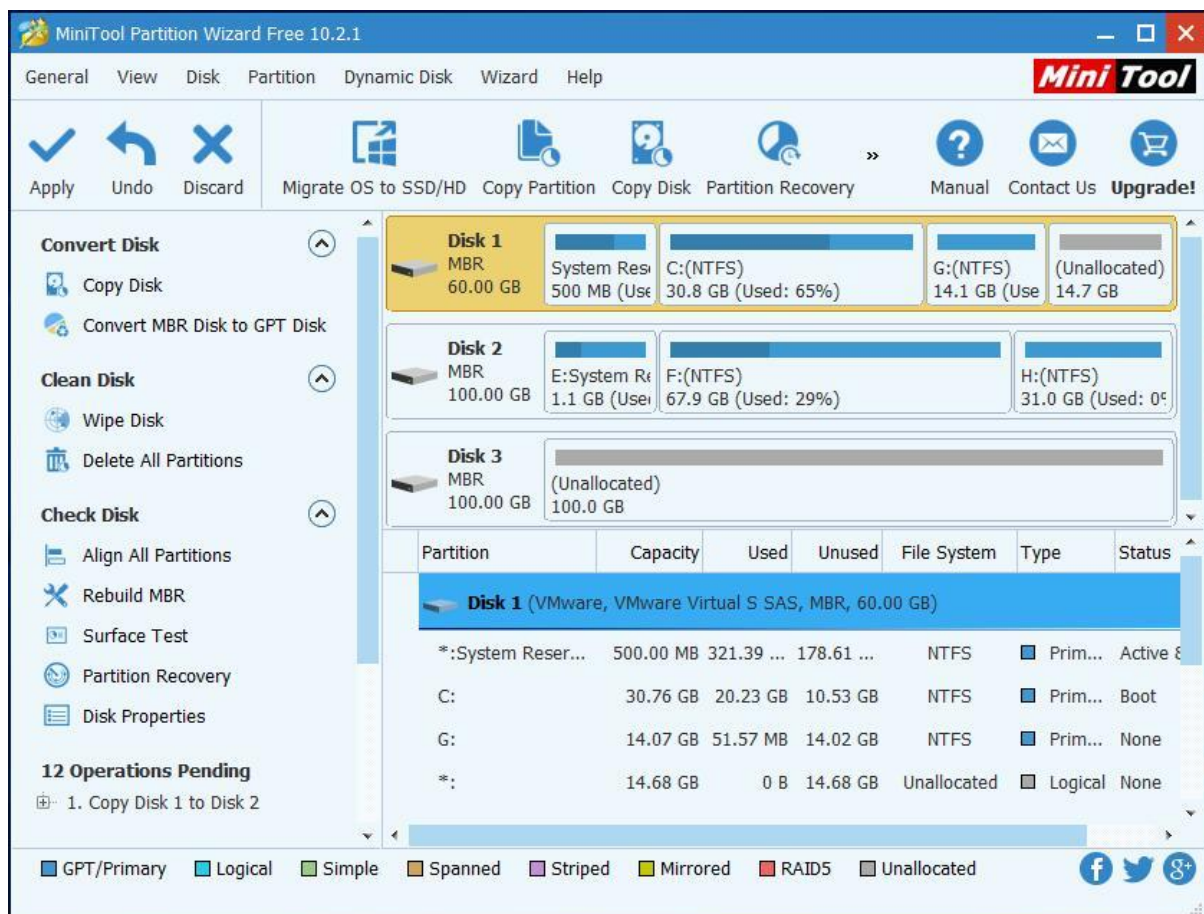 MiniTool Partition Wizard Free 10.2.1
General View Disk Partition Dynamic Disk Wizard Help
Mini Tool
Apply Undo Discard Migrate OS to SSD/HD Copy Partition Copy Disk Partition Recovery » Manual Contact Us Upgrade!
Convert Disk
Copy Disk
Convert MBR Disk to GPT Disk
Clean Disk
Wipe Disk
Delete All Partitions
Check Disk
Align All Partitions
Rebuild MBR
Surface Test
Partition Recovery
Disk Properties
12 Operations Pending
1. Copy Disk 1 to Disk 2
Disk 1
MBR
60.00 GB
System Rese
500 MB (Use
C:(NTFS)
30.8 GB (Used: 65%)
G:(NTFS)
14.1 GB (Use
(Unallocated)
14.7 GB
Disk 2
MBR
100.00 GB
E:System Re
1.1 GB (Use
F:(NTFS)
67.9 GB (Used: 29%)
H:(NTFS)
31.0 GB (Used: 0%
Disk 3
MBR
100.00 GB
(Unallocated)
100.0 GB
Partition Capacity Used Unused File System Type Status
Disk 1 (VMware, VMware Virtual S SAS, MBR, 60.00 GB)
*:System Reser... 500.00 MB 321.39 ... 178.61 ... NTFS Prim... Active &
C: 30.76 GB 20.23 GB 10.53 GB NTFS Prim... Boot
G: 14.07 GB 51.57 MB 14.02 GB NTFS Prim... None
*: 14.68 GB 0 B 14.68 GB Unallocated Logical None
GPT/Primary Logical Simple Spanned Striped Mirrored RAID5 Unallocated